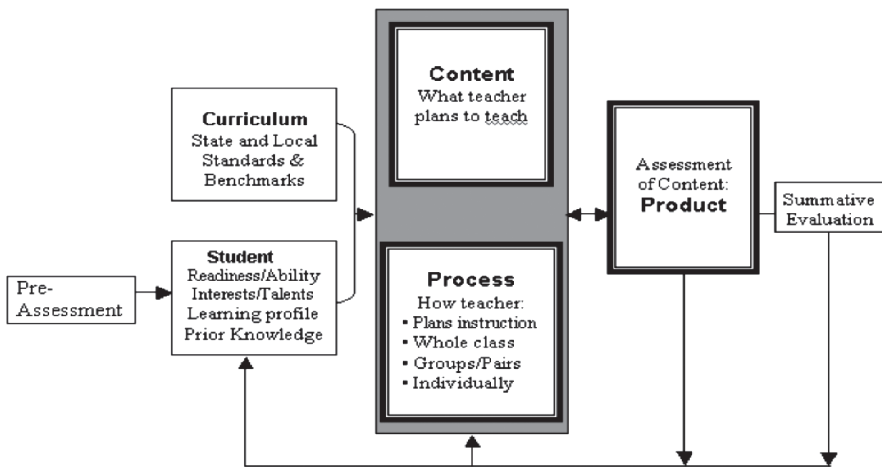 Pre-
Assessment
Curriculum
State and Local
Standards &
Benchmarks
Student
Readiness/Ability
Interests/Talents
Learning profile
Prior Knowledge
Content
What teacher
plans to teach
Process
How teacher:
• Plans instruction
• Whole class
• Groups/Pairs
• Individually
Assessment
of Content:
Product
Summative
Evaluation